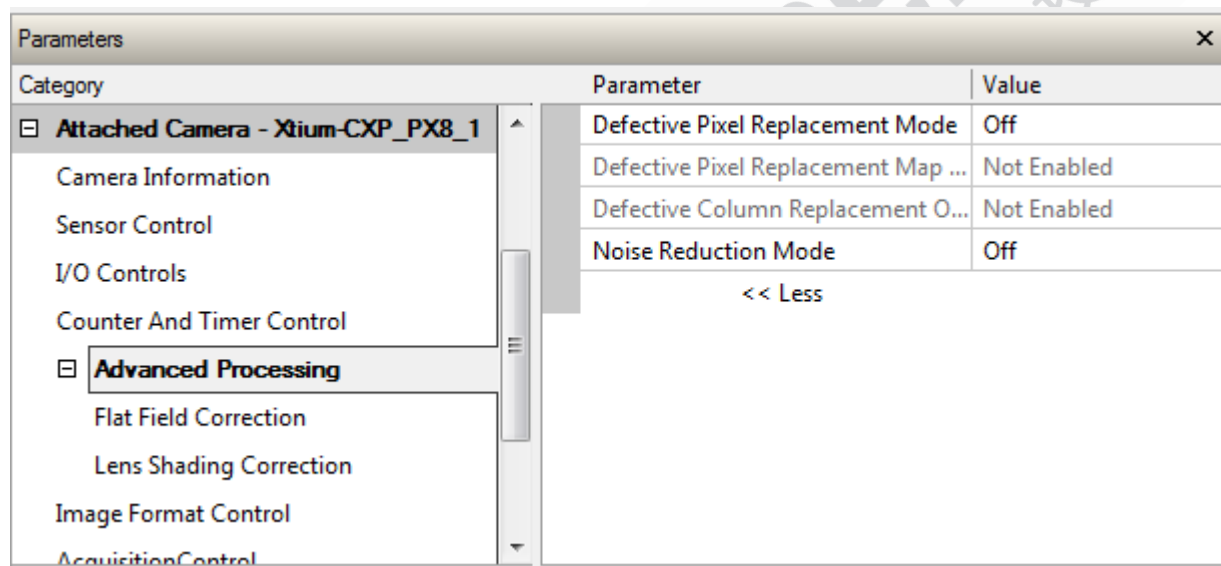 Parameters
Category
Attached Camera - Xtium-CXP_PX8_1
Camera Information
Sensor Control
I/O Controls
Counter And Timer Control
Advanced Processing
Flat Field Correction
Lens Shading Correction
Image Format Control
AcquisitionControl
Parameter Value
Defective Pixel Replacement Mode Off
Defective Pixel Replacement Map ... Not Enabled
Defective Column Replacement O... Not Enabled
Noise Reduction Mode Off
<< Less